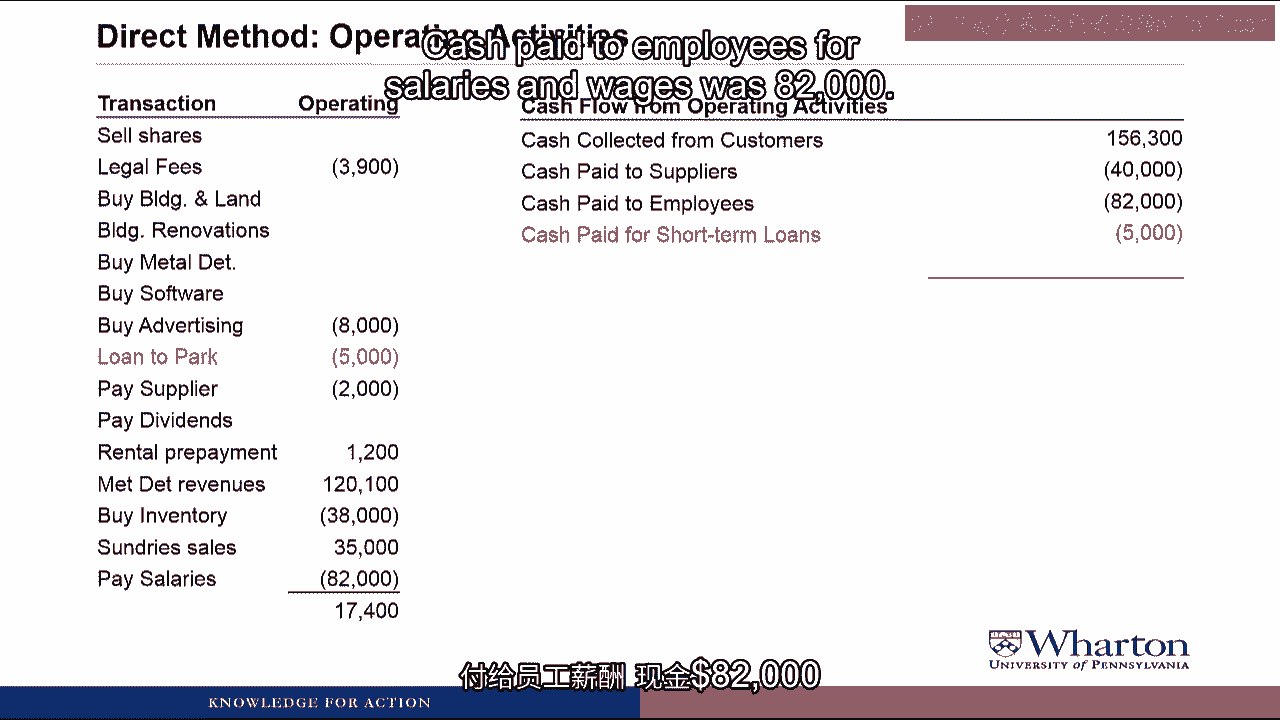 Direct Method: Operating Activities
Cash paid to employees for
salaries and wages was 82,000.
Transaction Operating
Sell shares
Legal Fees (3,900)
Buy Bldg. & Land
Bldg. Renovations
Buy Metal Det.
Buy Software
Buy Advertising (8,000)
Loan to Park (5,000)
Pay Supplier (2,000)
Pay Dividends
Rental prepayment 1,200
Met Det revenues 120,100
Buy Inventory (38,000)
Sundries sales 35,000
Pay Salaries (82,000)
17,400
Cash Flow from Operating Activities
Cash Collected from Customers 156,300
Cash Paid to Suppliers (40,000)
Cash Paid to Employees (82,000)
Cash Paid for Short-term Loans (5,000)
付给员工薪酬 现金$82,000
Wharton
UNIVERSITY of PENNSYLVANIA
KNOWLEDGE FOR ACTION